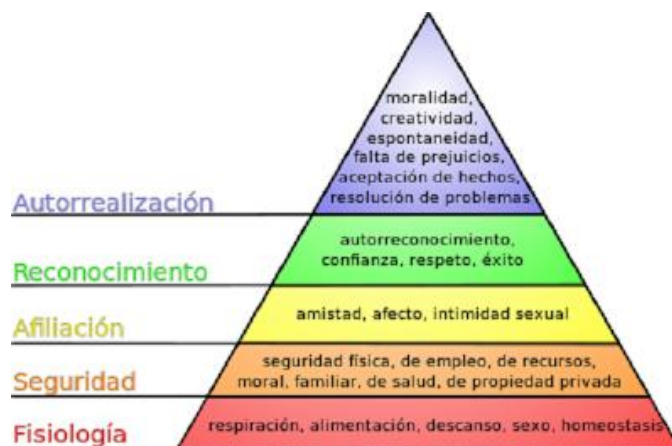 moralidad,
creatividad,
espontaneidad,
falta de prejuicios,
aceptación de hechos,
resolución de problemas
Autorrealización
autorreconocimiento,
confianza, respeto, éxito
Reconocimiento
amistad, afecto, intimidad sexual
Afiliación
seguridad física, de empleo, de recursos,
moral, familiar, de salud, de propiedad privada
Seguridad
respiración, alimentación, descanso, sexo, homeostasis
Fisiología